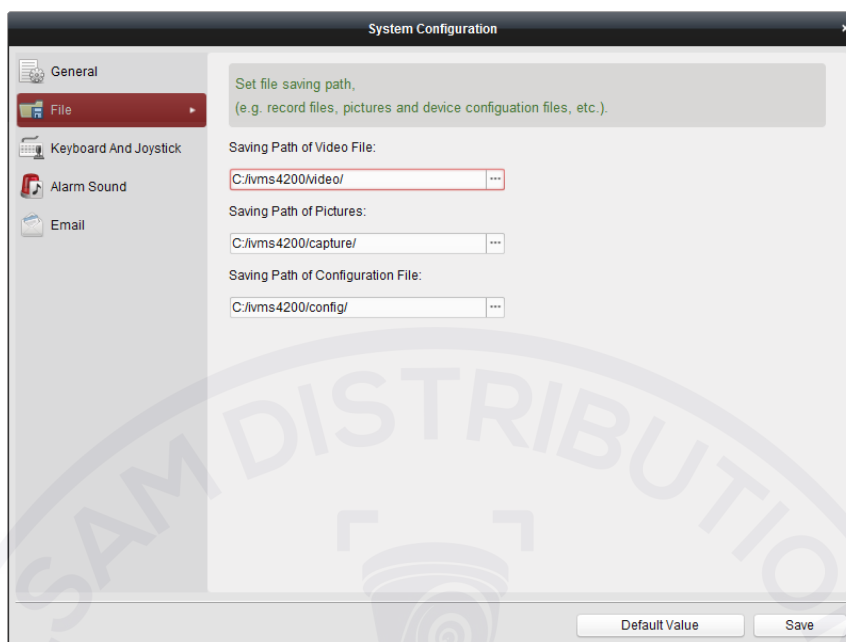 System Configuration
General
File
Keyboard And Joystick
Alarm Sound
Email
Set file saving path,
(e.g. record files, pictures and device configuation files, etc.).
Saving Path of Video File:
C:/ivms4200/video/
Saving Path of Pictures:
C:/ivms4200/capture/
Saving Path of Configuration File:
C:/ivms4200/config/
SAM DISTRIBUTION
Default Value
Save